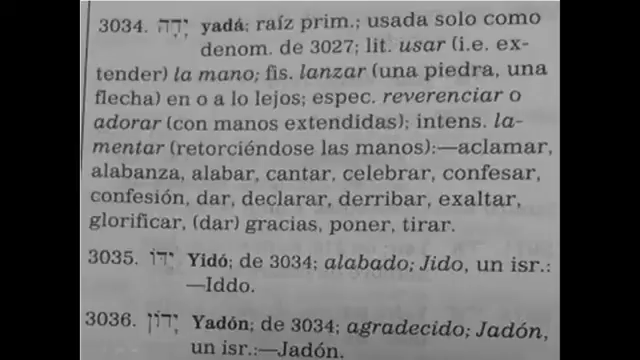 3034. יָדָה yadá: raíz prim.; usada solo como
denom. de 3027; lit. usar (i.e. ex-
tender) la mano; fis. lanzar (una piedra, una
flecha) en o a lo lejos; espec. reverenciar o
adorar (con manos extendidas); intens. la-
mentar (retorciéndose las manos):—aclamar,
alabanza, alabar, cantar, celebrar, confesar,
confesión, dar, declarar, derribar, exaltar,
glorificar, (dar) gracias, poner, tirar.
3035. יִדּוֹ Yidó; de 3034; alabado; Jido, un isr.:
—Iddo.
3036. יָדוֹן Yadón; de 3034; agradecido; Jadón,
un isr.:—Jadón.